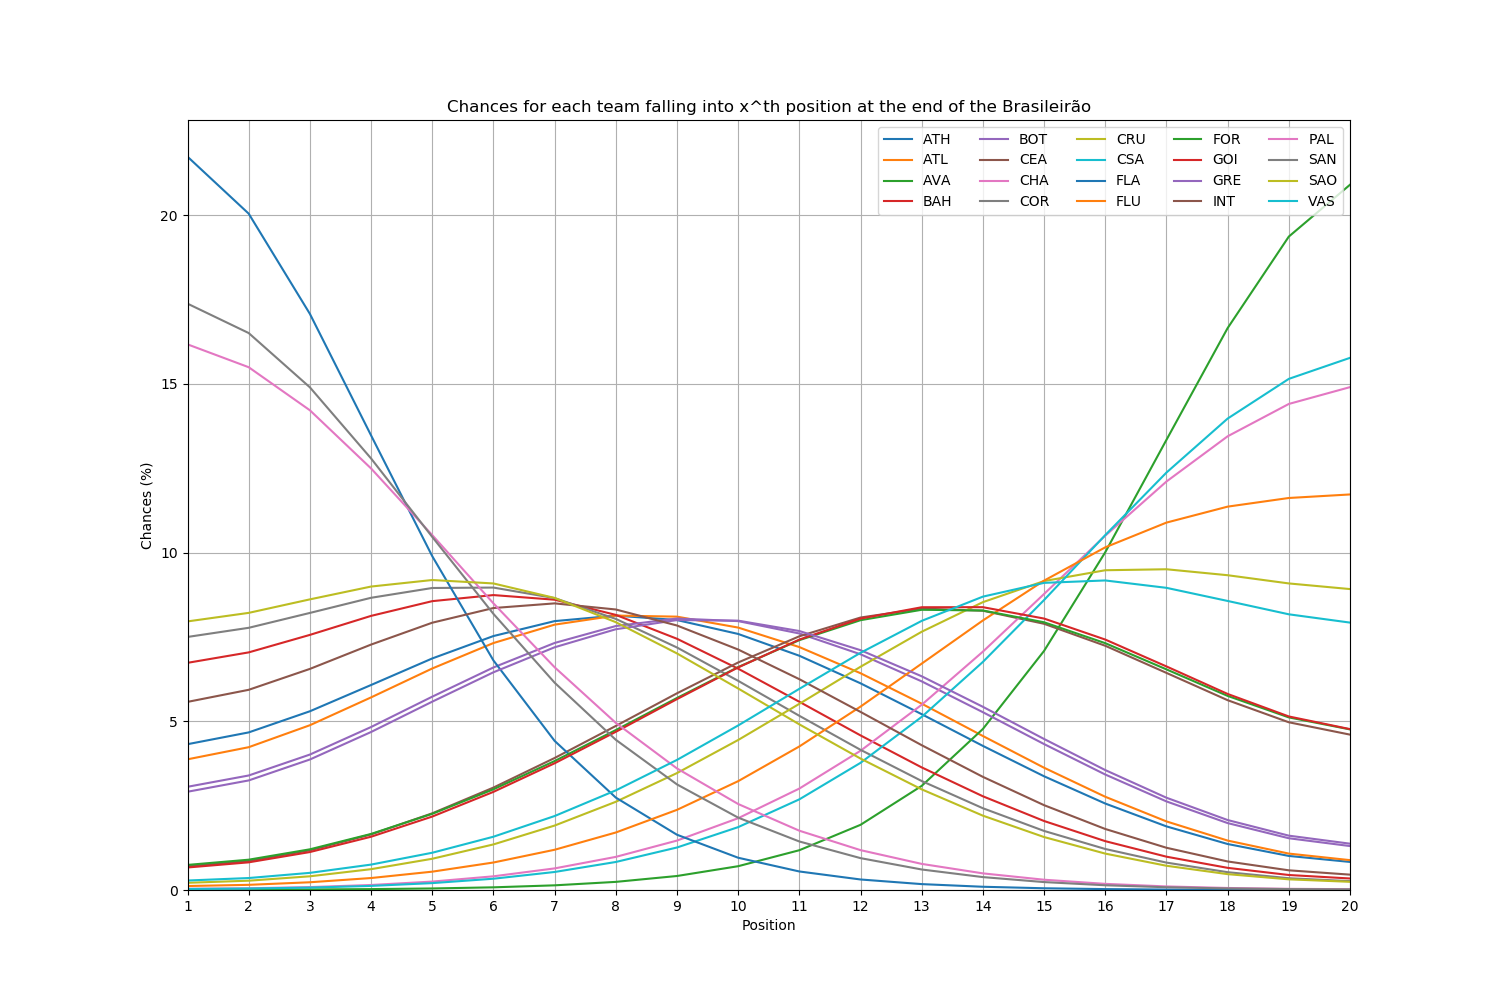 Chances for each team falling into x^th position at the end of the Brasileirão
ATH BOT CRU FOR PAL
ATL CEA CSA GOI SAN
AVA CHA FLA GRE SAO
BAH COR FLU INT VAS
Chances (%)
20
15
10
5
0
1 2 3 4 5 6 7 8 9 10 11 12 13 14 15 16 17 18 19 20
Position